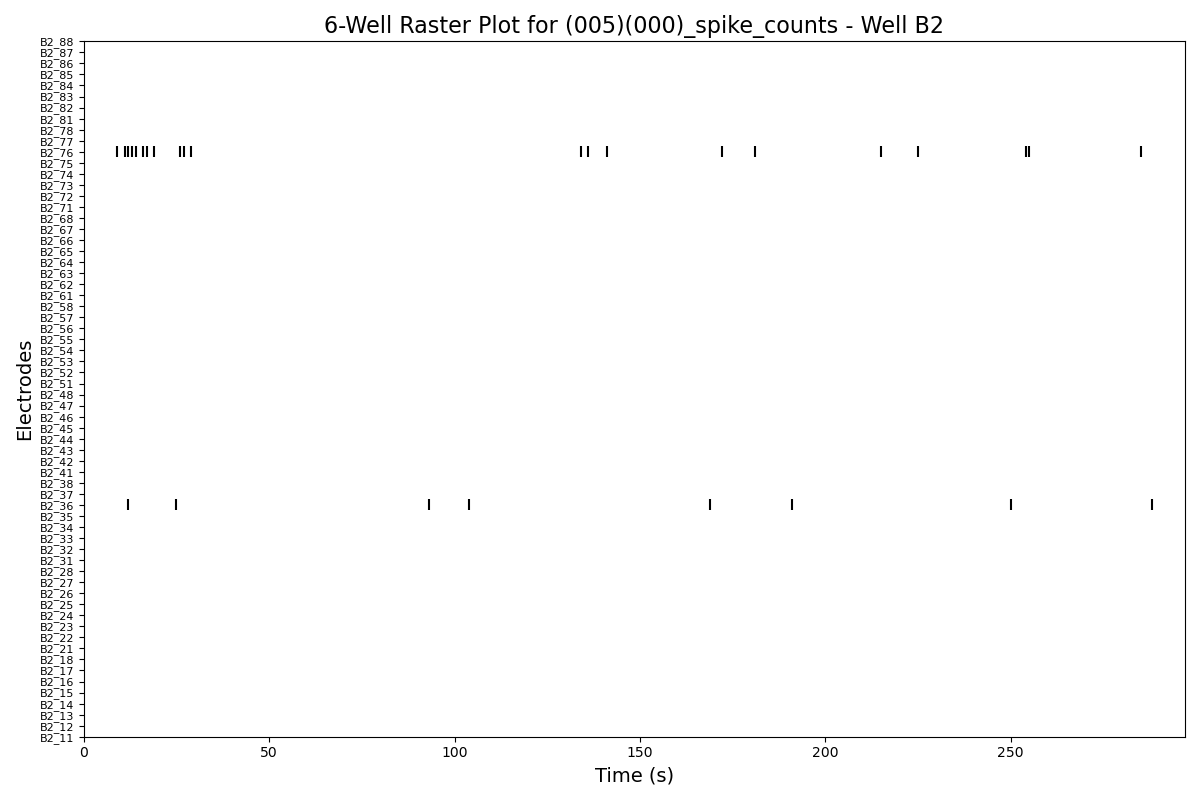 6-Well Raster Plot for (005)(000)_spike_counts - Well B2
B2_88
B2_87
B2_86
B2_85
B2_84
B2_83
B2_82
B2_81
B2_78
B2_77
B2_76
B2_75
B2_74
B2_73
B2_72
B2_71
B2_68
B2_67
B2_66
B2_65
B2_64
B2_63
B2_62
B2_61
B2_58
B2_57
B2_56
B2_55
B2_54
B2_53
B2_52
B2_51
B2_48
B2_47
B2_46
B2_45
B2_44
B2_43
B2_42
B2_41
B2_38
B2_37
B2_36
B2_35
B2_34
B2_33
B2_32
B2_31
B2_28
B2_27
B2_26
B2_25
B2_24
B2_23
B2_22
B2_21
B2_18
B2_17
B2_16
B2_15
B2_14
B2_13
B2_12
B2_11
Electrodes
0 50 100 150 200 250
Time (s)